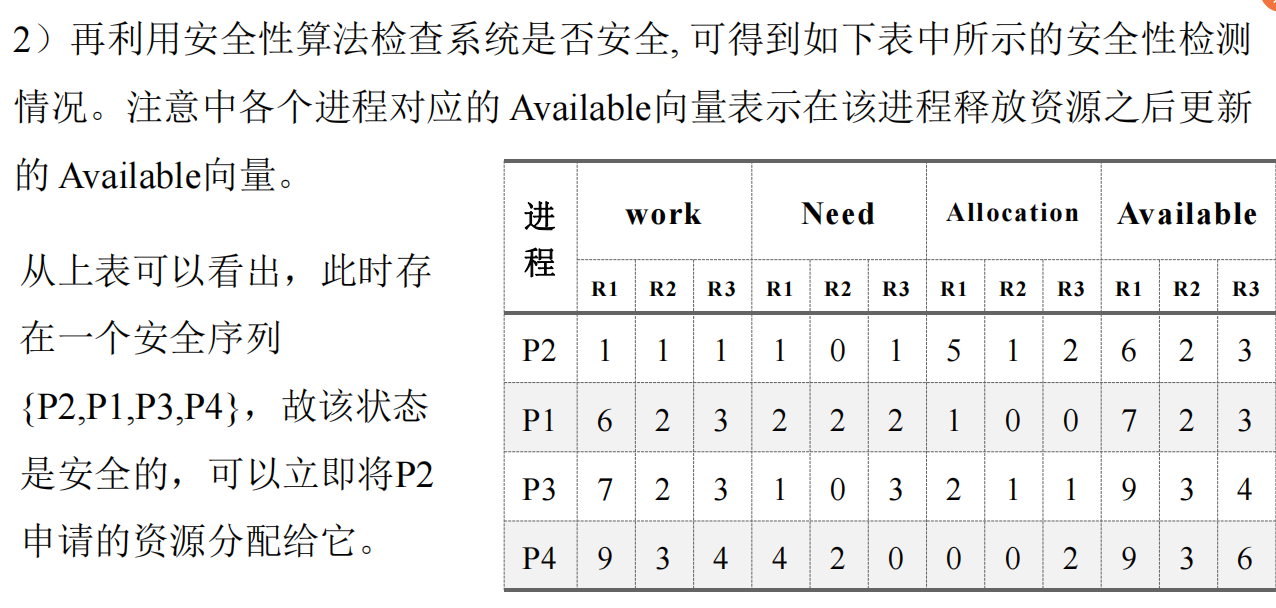 2）再利用安全性算法检查系统是否安全, 可得到如下表中所示的安全性检测
情况。注意中各个进程对应的 Available向量表示在该进程释放资源之后更新
的 Available向量。
从上表可以看出，此时存
在一个安全序列
{P2,P1,P3,P4}，故该状态
是安全的，可以立即将P2
申请的资源分配给它。
进程 work Need Allocation Available
R1 R2 R3 R1 R2 R3 R1 R2 R3 R1 R2 R3
P2 1 1 1 1 0 1 5 1 2 6 2 3
P1 6 2 3 2 2 2 1 0 0 7 2 3
P3 7 2 3 1 0 3 2 1 1 9 3 4
P4 9 3 4 4 2 0 0 0 2 9 3 6